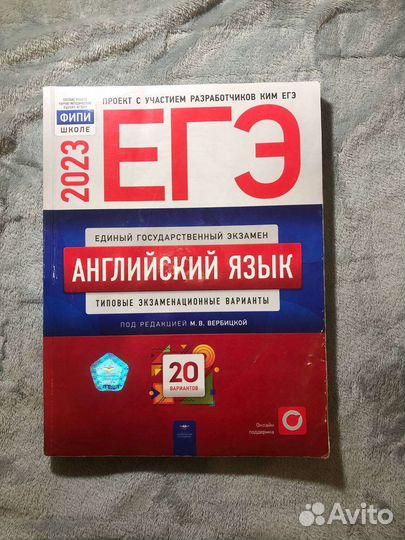 ПРОЕКТ С УЧАСТИЕМ РАЗРАБОТЧИКОВ КИМ ЕГЭ
ФИПИ
ШКОЛЕ
2023
ЕГЭ
ЕДИНЫЙ ГОСУДАРСТВЕННЫЙ ЭКЗАМЕН
АНГЛИЙСКИЙ ЯЗЫК
ТИПОВЫЕ ЭКЗАМЕНАЦИОННЫЕ ВАРИАНТЫ
ПОД РЕДАКЦИЕЙ М. В. ВЕРБИЦКОЙ
20
ВАРИАНТОВ
Онлайн
поддержка
Avito